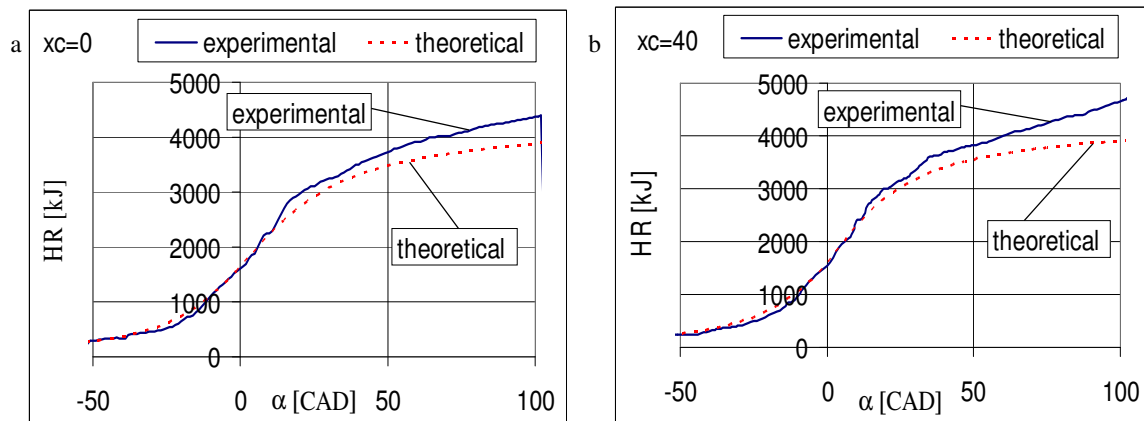 a
xc=0 experimental theoretical
5000
4000
3000
2000
1000
0
HR [kJ]
experimental
theoretical
-50 0 50 100
α [CAD]
b
xc=40 experimental theoretical
5000
4000
3000
2000
1000
0
HR [kJ]
experimental
theoretical
-50 0 50 100
α [CAD]